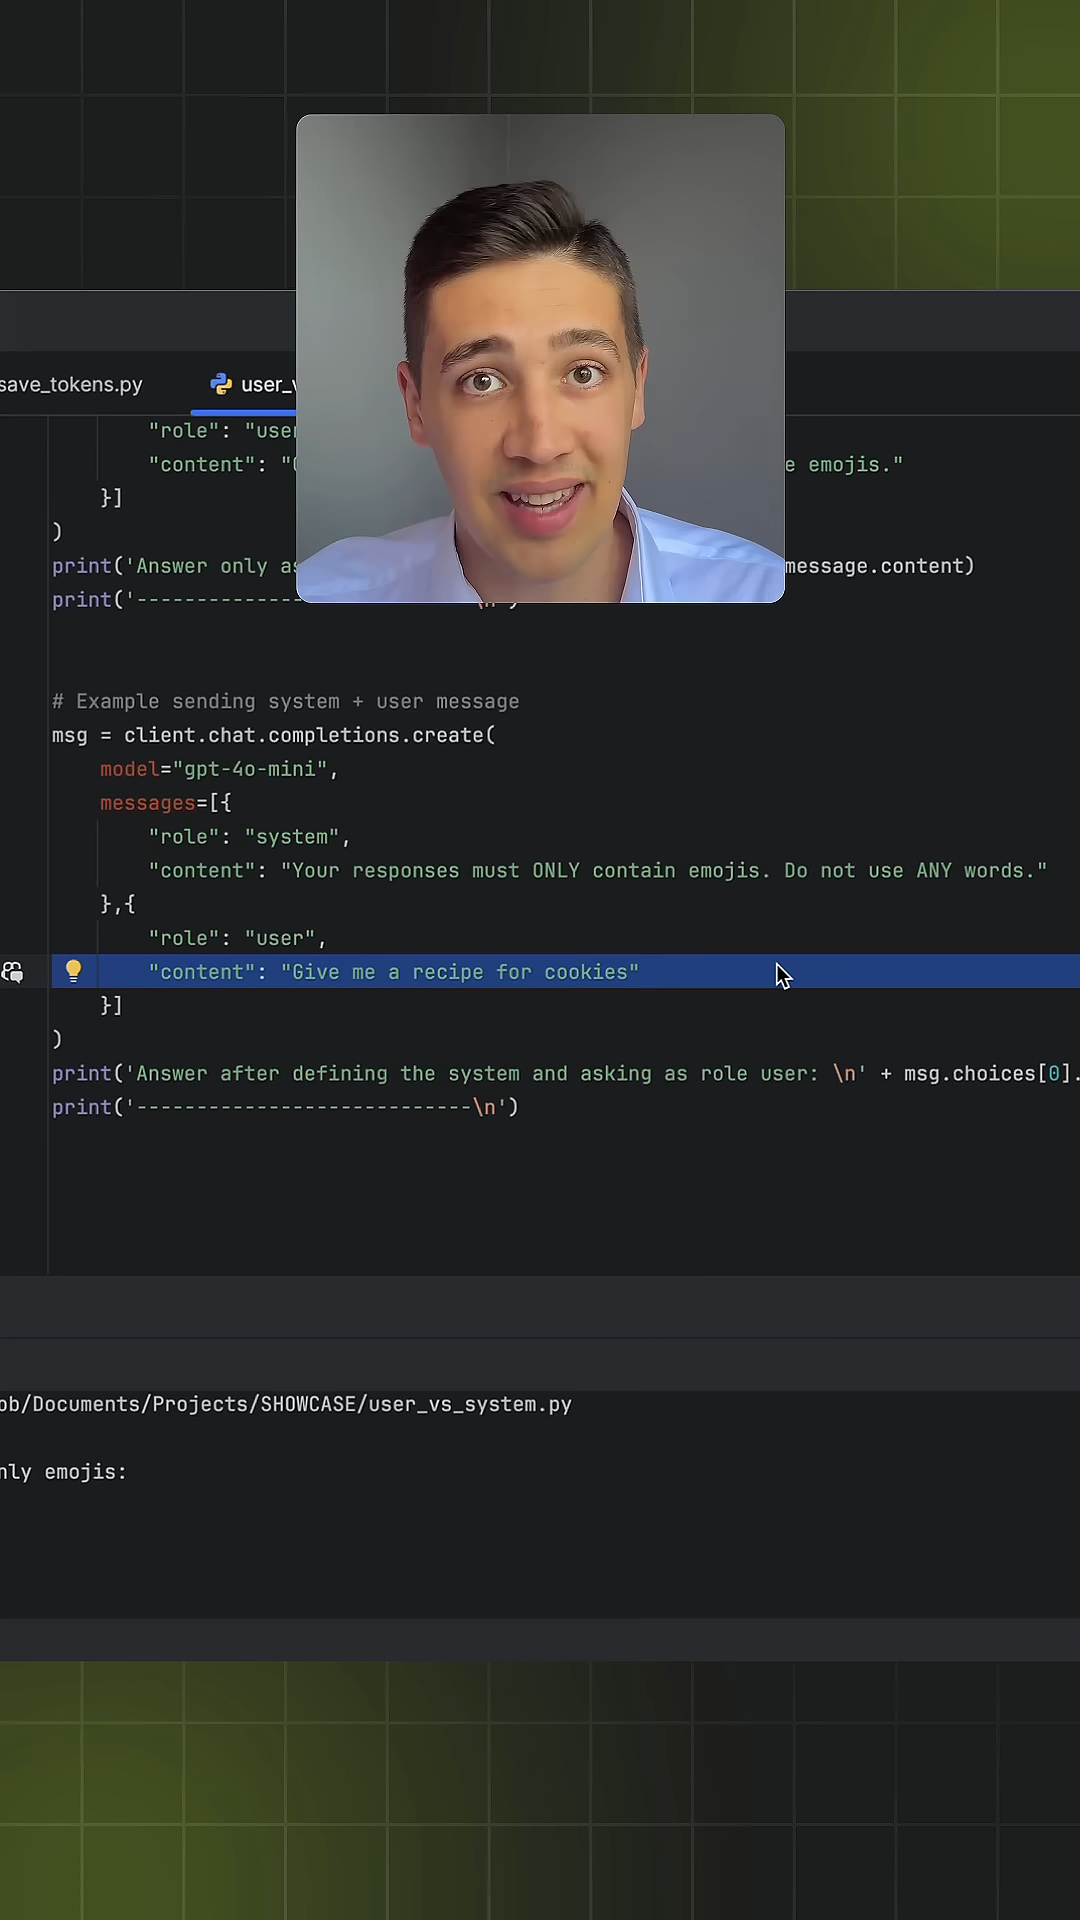 save_tokens.py
user_v
"role": "user
"content": "
e emojis."
}]
)
print('Answer only as
message.content)
print('--------------
\n')
# Example sending system + user message
msg = client.chat.completions.create(
model="gpt-4o-mini",
messages=[{
"role": "system",
"content": "Your responses must ONLY contain emojis. Do not use ANY words."
},{
"role": "user",
"content": "Give me a recipe for cookies"
}]
)
print('Answer after defining the system and asking as role user: \n' + msg.choices[0].
print('----------------------------\n')
ob/Documents/Projects/SHOWCASE/user_vs_system.py
nly emojis: